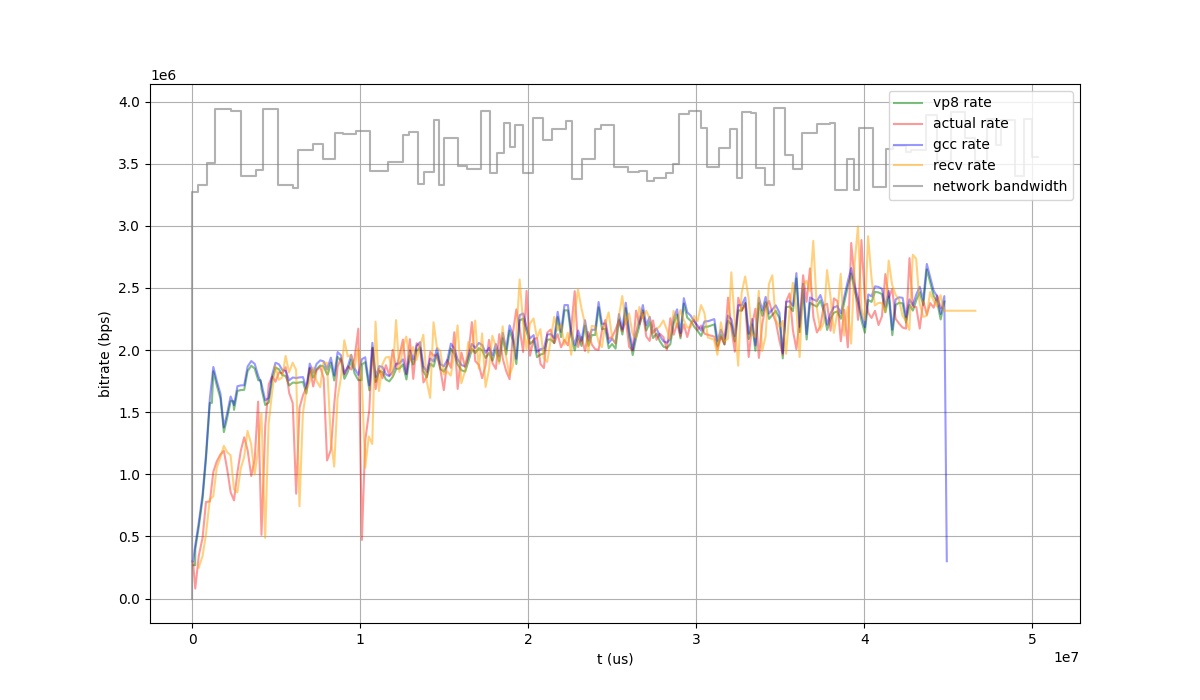 1e6
4.0
3.5
3.0
2.5
2.0
1.5
1.0
0.5
0.0
bitrate (bps)
vp8 rate
actual rate
gcc rate
recv rate
network bandwidth
0 1 2 3 4 5
t (us)
1e7